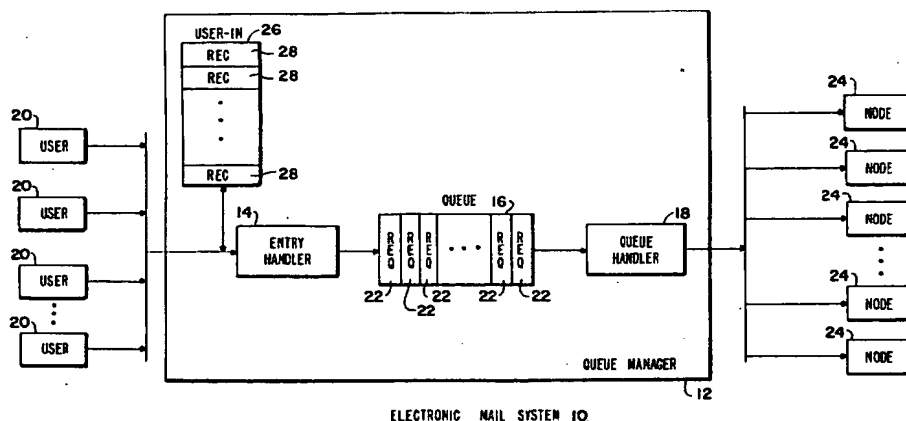 USER-IN 26
REC 28
REC 28
REC 28
20 USER
20 USER
20 USER
20 USER
14 ENTRY HANDLER
QUEUE 16
REQ REQ REQ REQ REQ
22 22 22 22 22
18 QUEUE HANDLER
24 NODE
24 NODE
24 NODE
24 NODE
24 NODE
QUEUE MANAGER
12
ELECTRONIC MAIL SYSTEM 10